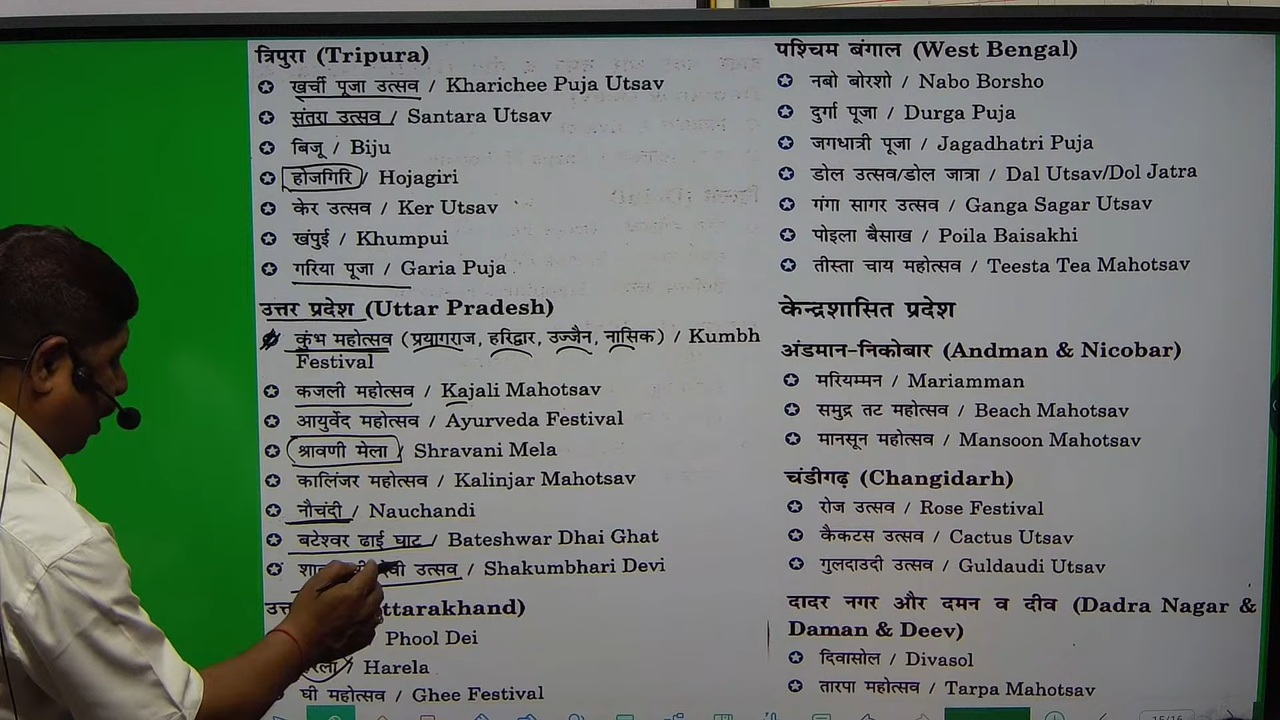 त्रिपुरा (Tripura)
खर्ची पूजा उत्सव / Kharichee Puja Utsav
संतरा उत्सव / Santara Utsav
बिजू / Biju
होजगिरि / Hojagiri
केर उत्सव / Ker Utsav
खंपुई / Khumpui
गरिया पूजा / Garia Puja
उत्तर प्रदेश (Uttar Pradesh)
कुंभ महोत्सव (प्रयागराज, हरिद्वार, उज्जैन, नासिक) / Kumbh
Festival
कजली महोत्सव / Kajali Mahotsav
आयुर्वेद महोत्सव / Ayurveda Festival
श्रावणी मेला / Shravani Mela
कालिंजर महोत्सव / Kalinjar Mahotsav
नौचंदी / Nauchandi
बटेश्वर ढाई घाट / Bateshwar Dhai Ghat
उत्सव / Shakumbhari Devi
Phool Dei
Harela
घी महोत्सव / Ghee Festival
पश्चिम बंगाल (West Bengal)
नबो बोरशो / Nabo Borsho
दुर्गा पूजा / Durga Puja
जगधात्री पूजा / Jagadhatri Puja
डोल उत्सव/डोल जात्रा / Dal Utsav/Dol Jatra
गंगा सागर उत्सव / Ganga Sagar Utsav
पोइला बैसाख / Poila Baisakhi
तीस्ता चाय महोत्सव / Teesta Tea Mahotsav
केन्द्रशासित प्रदेश
अंडमान-निकोबार (Andman & Nicobar)
मरियम्मन / Mariamman
समुद्र तट महोत्सव / Beach Mahotsav
मानसून महोत्सव / Mansoon Mahotsav
चंडीगढ़ (Changidarh)
रोज उत्सव / Rose Festival
कैकटस उत्सव / Cactus Utsav
गुलदाउदी उत्सव / Guldaudi Utsav
दादर नगर और दमन व दीव (Dadra Nagar &
Daman & Deev)
दिवासोल / Divasol
तारपा महोत्सव / Tarpa Mahotsav
15/16